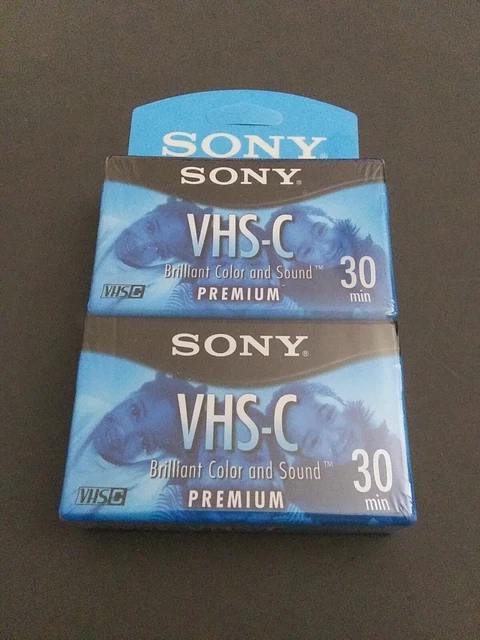 SONY
SONY®
VHS-C
Brilliant Color and Sound™
30
min
VHS C
PREMIUM
SONY®
VHS-C
Brilliant Color and Sound™
30
min
VHS C
PREMIUM